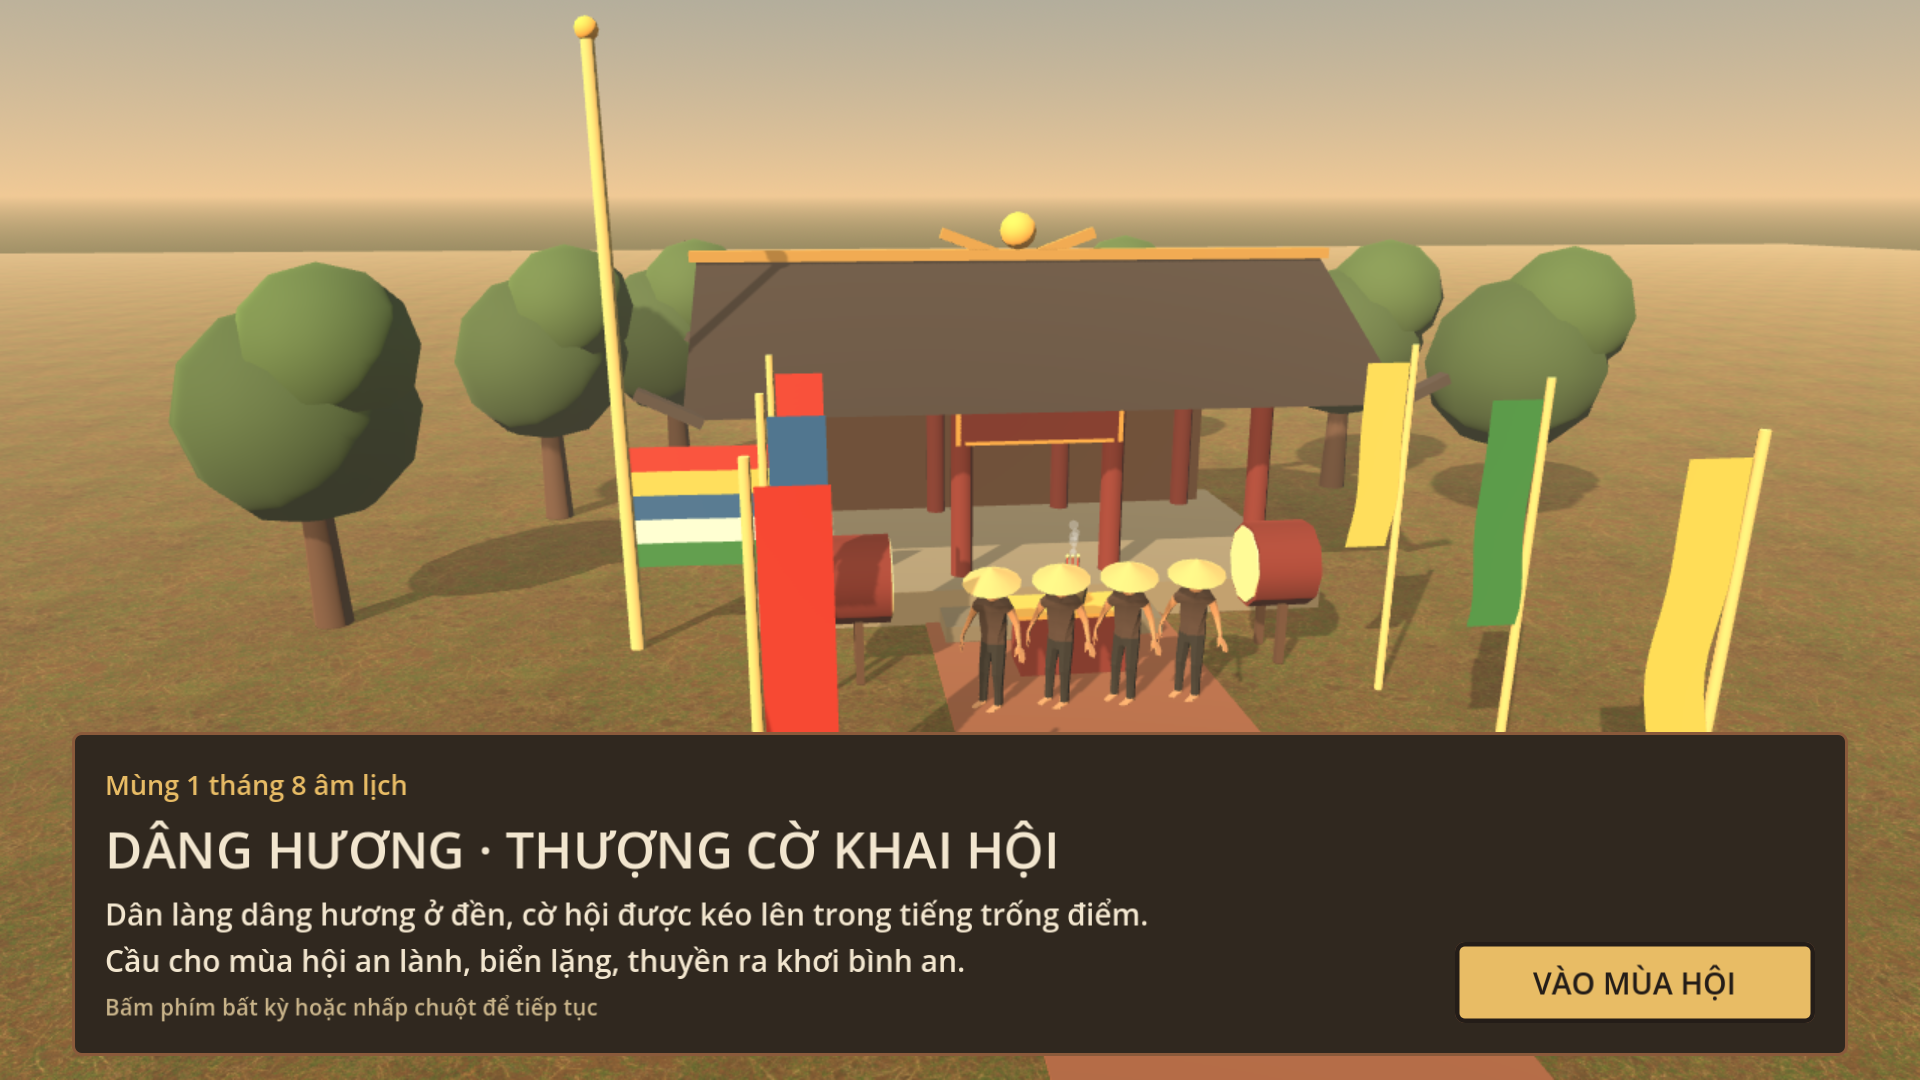 Mùng 1 tháng 8 âm lịch
DÂNG HƯƠNG · THƯỢNG CỜ KHAI HỘI
Dân làng dâng hương ở đền, cờ hội được kéo lên trong tiếng trống điểm.
Cầu cho mùa hội an lành, biển lặng, thuyền ra khơi bình an.
Bấm phím bất kỳ hoặc nhấp chuột để tiếp tục
VÀO MÙA HỘI